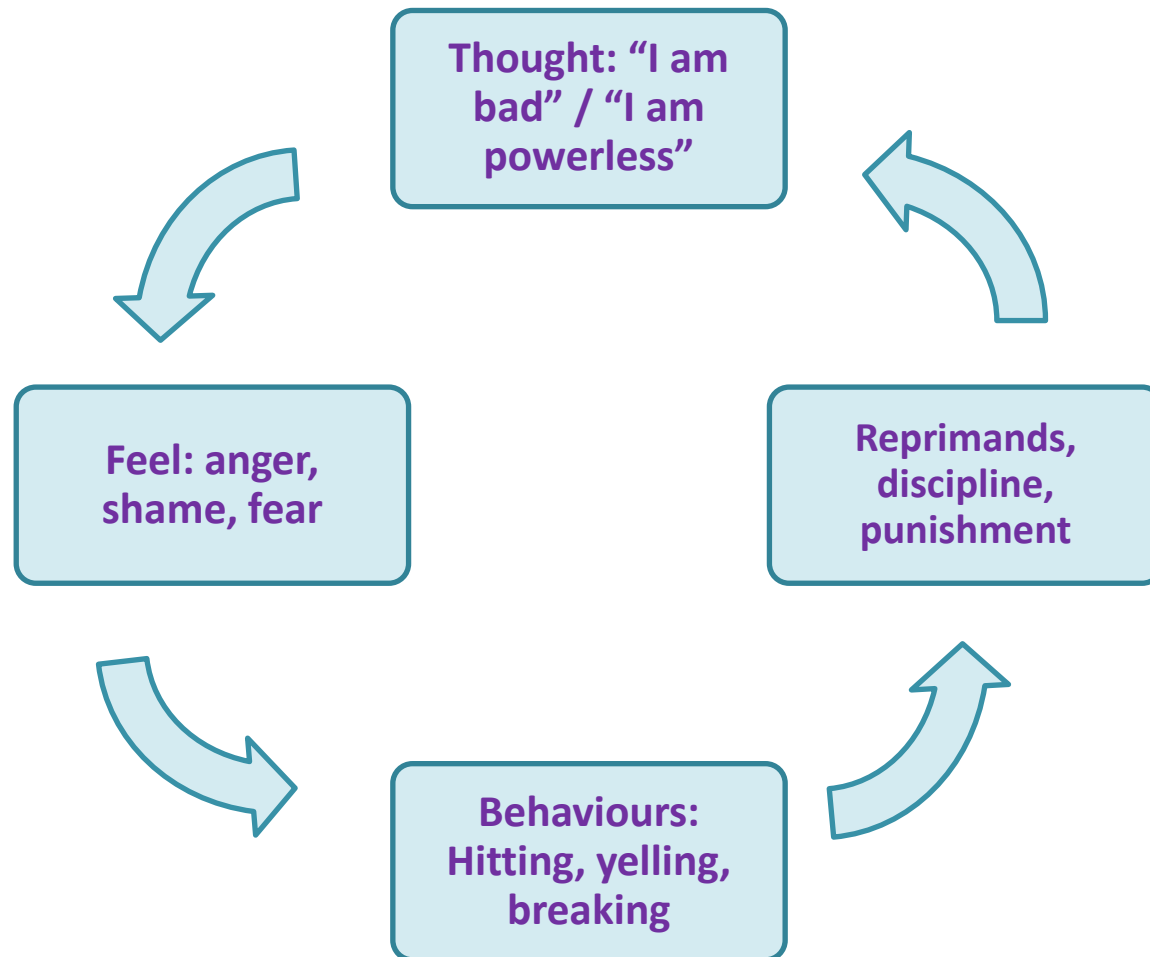 Thought: “I am
bad” / “I am
powerless”
Feel: anger,
shame, fear
Reprimands,
discipline,
punishment
Behaviours:
Hitting, yelling,
breaking